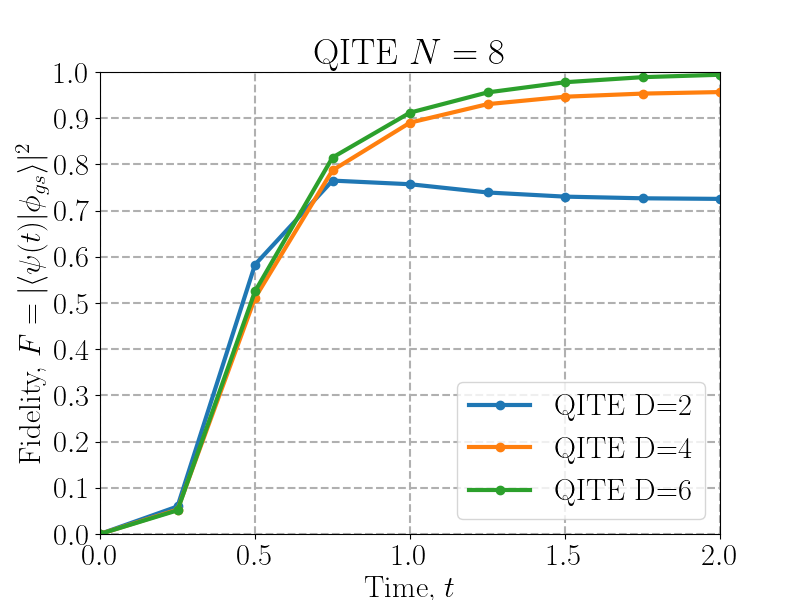 QITE N = 8
Fidelity, F = |⟨ψ(t)|ϕ_{gs}⟩|^2
1.0
0.9
0.8
0.7
0.6
0.5
0.4
0.3
0.2
0.1
0.0
QITE D=2
QITE D=4
QITE D=6
0.0 0.5 1.0 1.5 2.0
Time, t